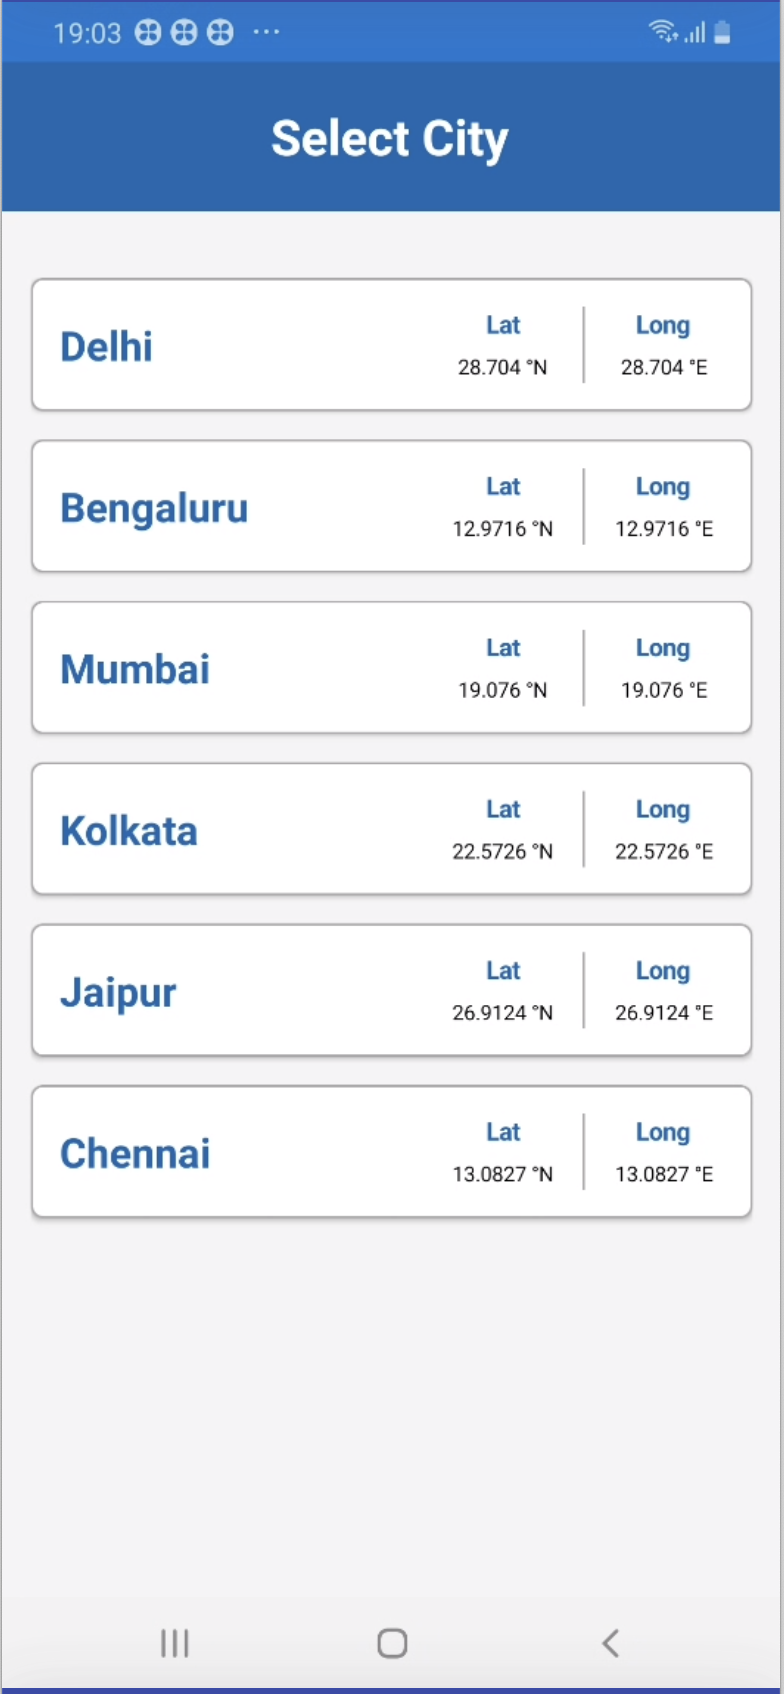 19:03
Select City
Delhi
Lat Long
28.704 °N 28.704 °E
Bengaluru
Lat Long
12.9716 °N 12.9716 °E
Mumbai
Lat Long
19.076 °N 19.076 °E
Kolkata
Lat Long
22.5726 °N 22.5726 °E
Jaipur
Lat Long
26.9124 °N 26.9124 °E
Chennai
Lat Long
13.0827 °N 13.0827 °E